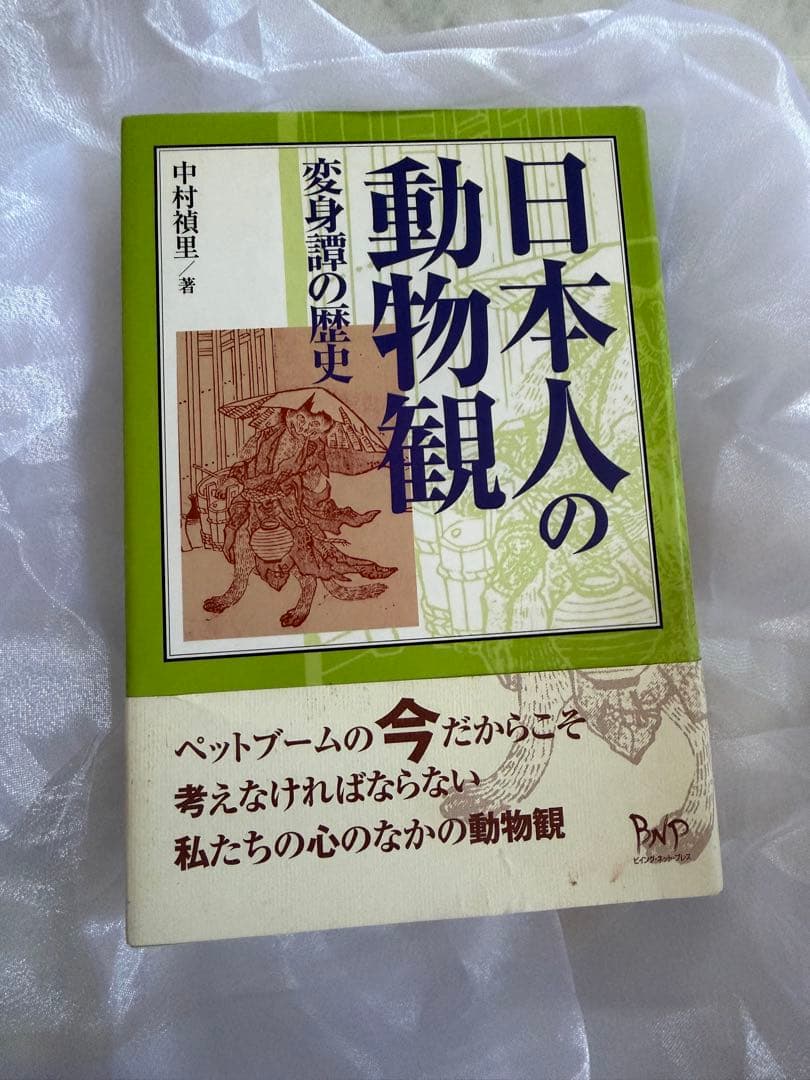 日本人の
動物観
変身譚の歴史
中村禎里/著
ペットブームの今だからこそ
考えなければならない
私たちの心のなかの動物観
BNP
ビイング・ネット・プレス